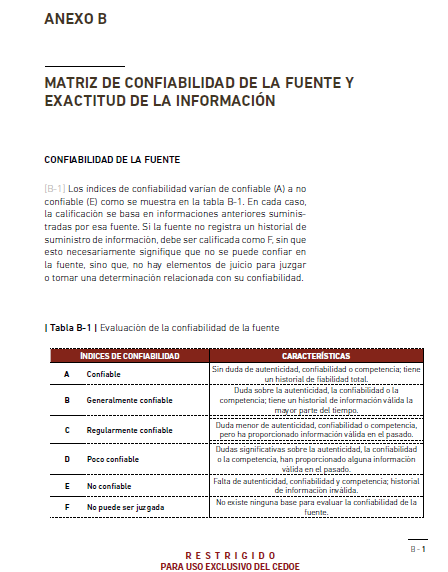 ANEXO B
MATRIZ DE CONFIABILIDAD DE LA FUENTE Y
EXACTITUD DE LA INFORMACIÓN
CONFIABILIDAD DE LA FUENTE
[B-1] Los índices de confiabilidad varían de confiable (A) a no
confiable (E) como se muestra en la tabla B-1. En cada caso,
la calificación se basa en informaciones anteriores suminis-
tradas por esa fuente. Si la fuente no registra un historial de
suministro de información, debe ser calificada como F, sin que
esto necesariamente signifique que no se puede confiar en
la fuente, sino que, no hay elementos de juicio para juzgar
o tomar una determinación relacionada con su confiabilidad.
| Tabla B-1 | Evaluación de la confiabilidad de la fuente
ÍNDICES DE CONFIABILIDAD CARACTERÍSTICAS
A Confiable Sin duda de autenticidad, confiabilidad o competencia; tiene
un historial de fiabilidad total.
B Generalmente confiable Duda sobre la autenticidad, la confiabilidad o la
competencia; tiene un historial de información válida la
mayor parte del tiempo.
C Regularmente confiable Duda menor de autenticidad, confiabilidad o competencia,
pero ha proporcionado información válida en el pasado.
D Poco confiable Dudas significativas sobre la autenticidad, la confiabilidad
o la competencia, han proporcionado alguna información
válida en el pasado.
E No confiable Falta de autenticidad, confiabilidad y competencia; historial
de información inválida.
F No puede ser juzgada No existe ninguna base para evaluar la confiabilidad de la
fuente.
B - 1
RESTRIGIDO
PARA USO EXCLUSIVO DEL CEDOE